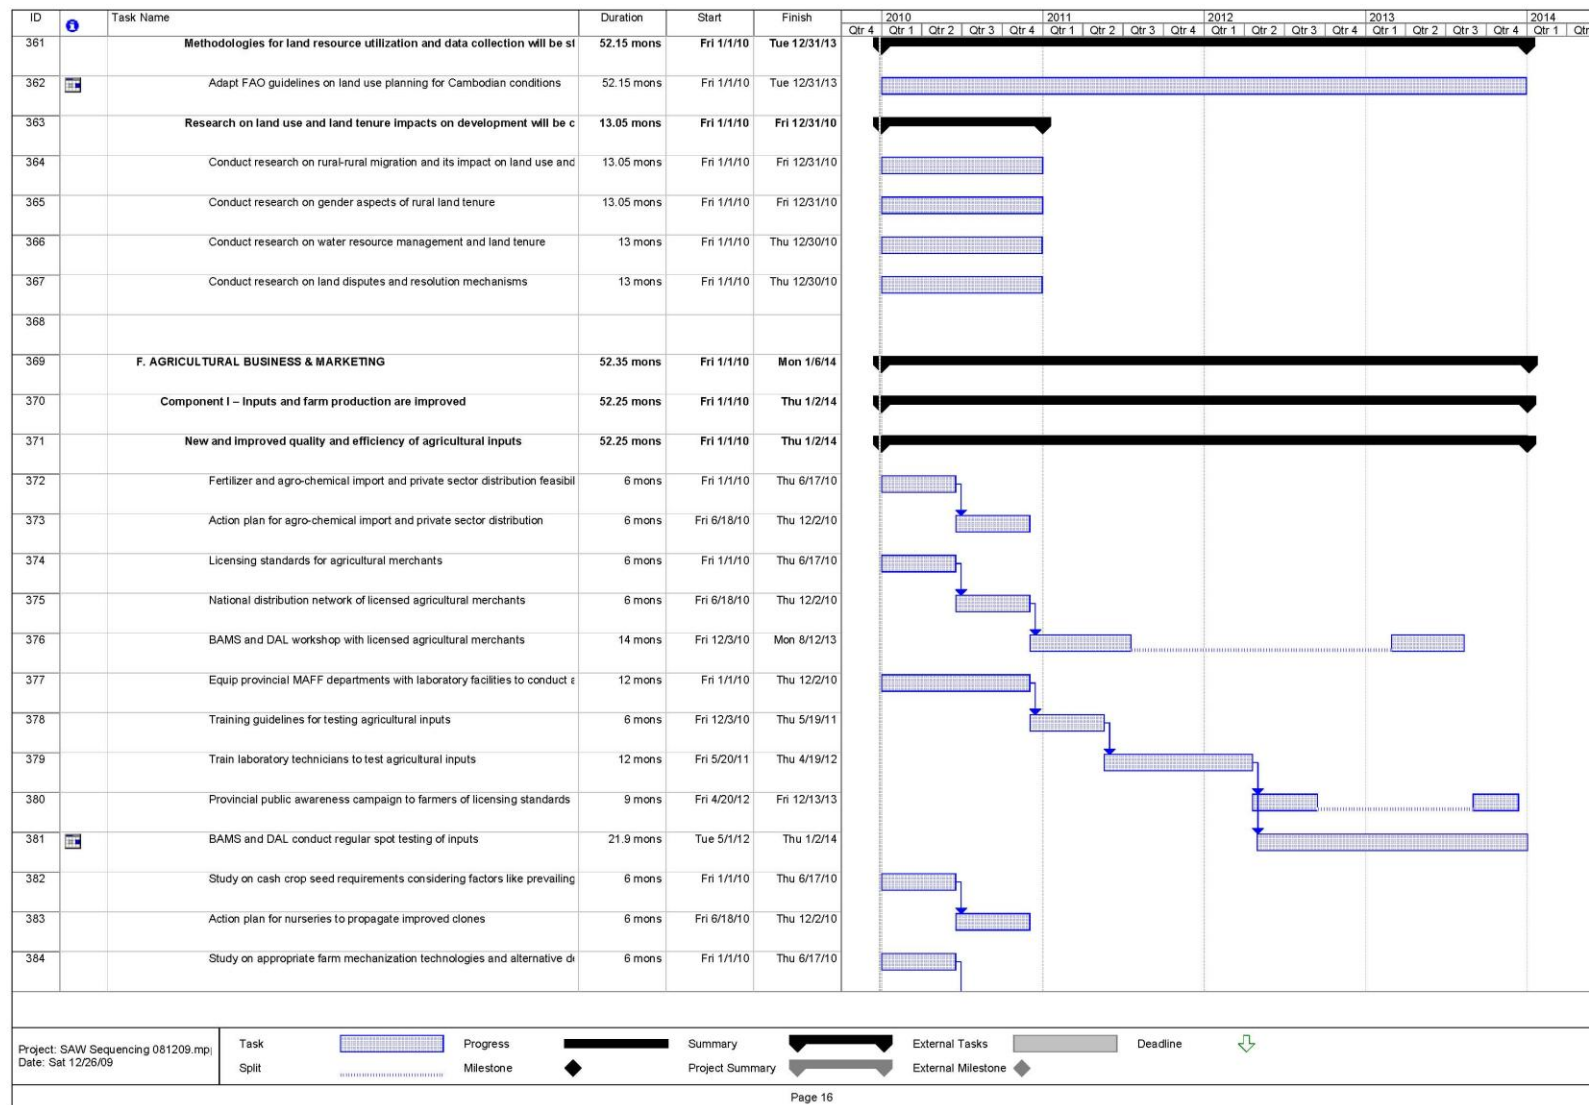 ID Task Name Duration Start Finish 2010 2011 2012 2013 2014
Qtr 4 Qtr 1 Qtr 2 Qtr 3 Qtr 4 Qtr 1 Qtr 2 Qtr 3 Qtr 4 Qtr 1 Qtr 2 Qtr 3 Qtr 4 Qtr 1 Qtr 2 Qtr 3 Qtr 4 Qtr 1 Qtr
361 Methodologies for land resource utilization and data collection will be st 52.15 mons Fri 1/1/10 Tue 12/31/13
362 Adapt FAO guidelines on land use planning for Cambodian conditions 52.15 mons Fri 1/1/10 Tue 12/31/13
363 Research on land use and land tenure impacts on development will be c 13.05 mons Fri 1/1/10 Fri 12/31/10
364 Conduct research on rural-rural migration and its impact on land use and 13.05 mons Fri 1/1/10 Fri 12/31/10
365 Conduct research on gender aspects of rural land tenure 13.05 mons Fri 1/1/10 Fri 12/31/10
366 Conduct research on water resource management and land tenure 13 mons Fri 1/1/10 Thu 12/30/10
367 Conduct research on land disputes and resolution mechanisms 13 mons Fri 1/1/10 Thu 12/30/10
368
369 F. AGRICULTURAL BUSINESS & MARKETING 52.35 mons Fri 1/1/10 Mon 1/6/14
370 Component I – Inputs and farm production are improved 52.25 mons Fri 1/1/10 Thu 1/2/14
371 New and improved quality and efficiency of agricultural inputs 52.25 mons Fri 1/1/10 Thu 1/2/14
372 Fertilizer and agro-chemical import and private sector distribution feasibil 6 mons Fri 1/1/10 Thu 6/17/10
373 Action plan for agro-chemical import and private sector distribution 6 mons Fri 6/18/10 Thu 12/2/10
374 Licensing standards for agricultural merchants 6 mons Fri 1/1/10 Thu 6/17/10
375 National distribution network of licensed agricultural merchants 6 mons Fri 6/18/10 Thu 12/2/10
376 BAMS and DAL workshop with licensed agricultural merchants 14 mons Fri 12/3/10 Mon 8/12/13
377 Equip provincial MAFF departments with laboratory facilities to conduct a 12 mons Fri 1/1/10 Thu 12/2/10
378 Training guidelines for testing agricultural inputs 6 mons Fri 12/3/10 Thu 5/19/11
379 Train laboratory technicians to test agricultural inputs 12 mons Fri 5/20/11 Thu 4/19/12
380 Provincial public awareness campaign to farmers of licensing standards 9 mons Fri 4/20/12 Fri 12/13/13
381 BAMS and DAL conduct regular spot testing of inputs 21.9 mons Tue 5/1/12 Thu 1/2/14
382 Study on cash crop seed requirements considering factors like prevailing 6 mons Fri 1/1/10 Thu 6/17/10
383 Action plan for nurseries to propagate improved clones 6 mons Fri 6/18/10 Thu 12/2/10
384 Study on appropriate farm mechanization technologies and alternative de 6 mons Fri 1/1/10 Thu 6/17/10
Project: SAW Sequencing 081209.mpp
Date: Sat 12/26/09
Task Progress Summary External Tasks Deadline
Split Milestone Project Summary External Milestone
Page 16